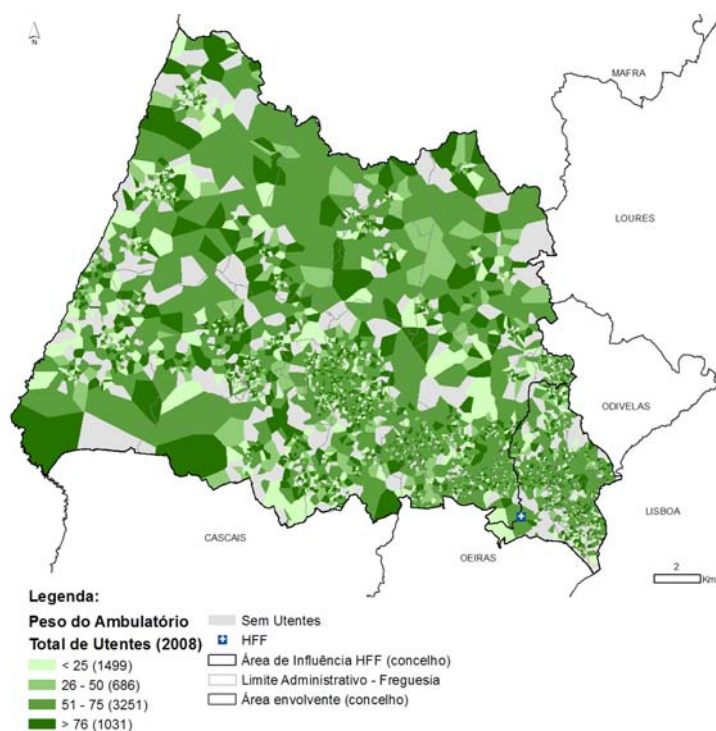 N
MAFRA
LOURES
ODIVELAS
LISBOA
CASCAIS
OEIRAS
2
Km
Legenda:
Peso do Ambulatório
Total de Utentes (2008)
< 25 (1499)
26 - 50 (686)
51 - 75 (3251)
> 76 (1031)
Sem Utentes
HFF
Área de Influência HFF (concelho)
Limite Administrativo - Freguesia
Área envolvente (concelho)